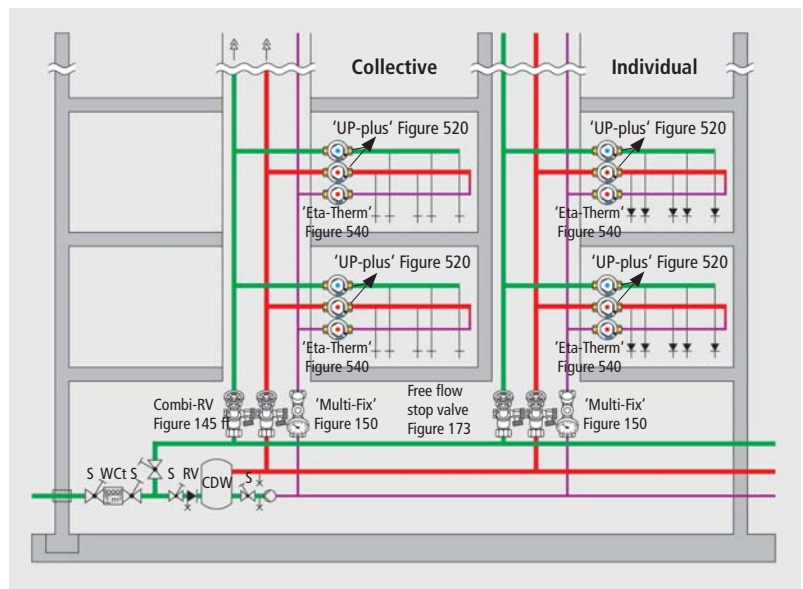 Collective
Individual
'UP-plus' Figure 520
'UP-plus' Figure 520
'Eta-Therm'
Figure 540
'Eta-Therm'
Figure 540
'UP-plus' Figure 520
'UP-plus' Figure 520
'Eta-Therm'
Figure 540
'Eta-Therm'
Figure 540
Combi-RV
Figure 145 ff
'Multi-Fix'
Figure 150
Free flow
stop valve
Figure 173
'Multi-Fix'
Figure 150
S WCt S S RV CDW S
m³